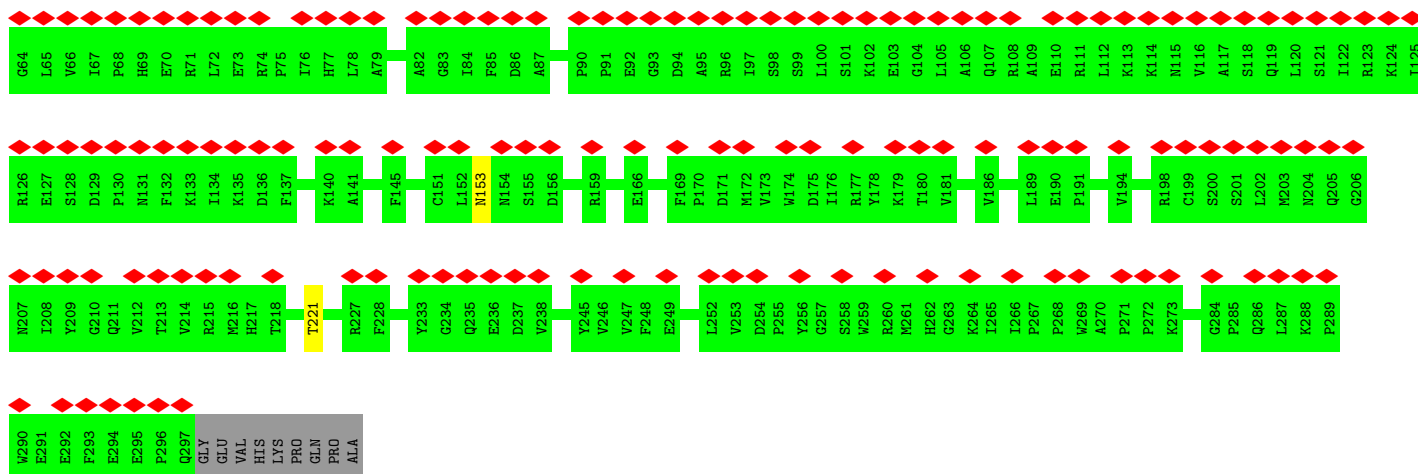 G64 L65 V66 I67 P68 H69 E70 R71 L72 E73 R74 P75 I76 H77 L78 A79 A82 G83 I84 F85 D86 A87 P90 P91 E92 G93 D94 A95 R96 I97 S98 S99 L100 S101 K102 E103 G104 L105 A106 Q107 R108 A109 E110 R111 L112 K113 K114 N115 V116 A117 S118 Q119 L120 S121 I122 R123 K124 I125
R126 E127 S128 D129 P130 N131 F132 K133 I134 K135 D136 F137 K140 A141 F145 C151 L152 N153 N154 S155 D156 R159 E166 F169 P170 D171 M172 V173 W174 D175 I176 R177 Y178 K179 T180 V181 V186 L189 E190 P191 V194 R198 C199 S200 S201 L202 M203 N204 Q205 G206
N207 I208 Y209 G210 Q211 V212 T213 V214 R215 M216 H217 T218 T221 R227 F228 Y233 G234 Q235 E236 D237 V238 Y245 V246 V247 F248 E249 L252 V253 D254 P255 Y256 G257 S258 W259 R260 M261 H262 G263 K264 I265 I266 P267 P268 W269 A270 P271 P272 K273 G284 P285 Q286 L287 K288 P289
W290 E291 E292 F293 E294 E295 P296 Q297 GLY GLU VAL HIS LYS PRO GLN PRO ALA